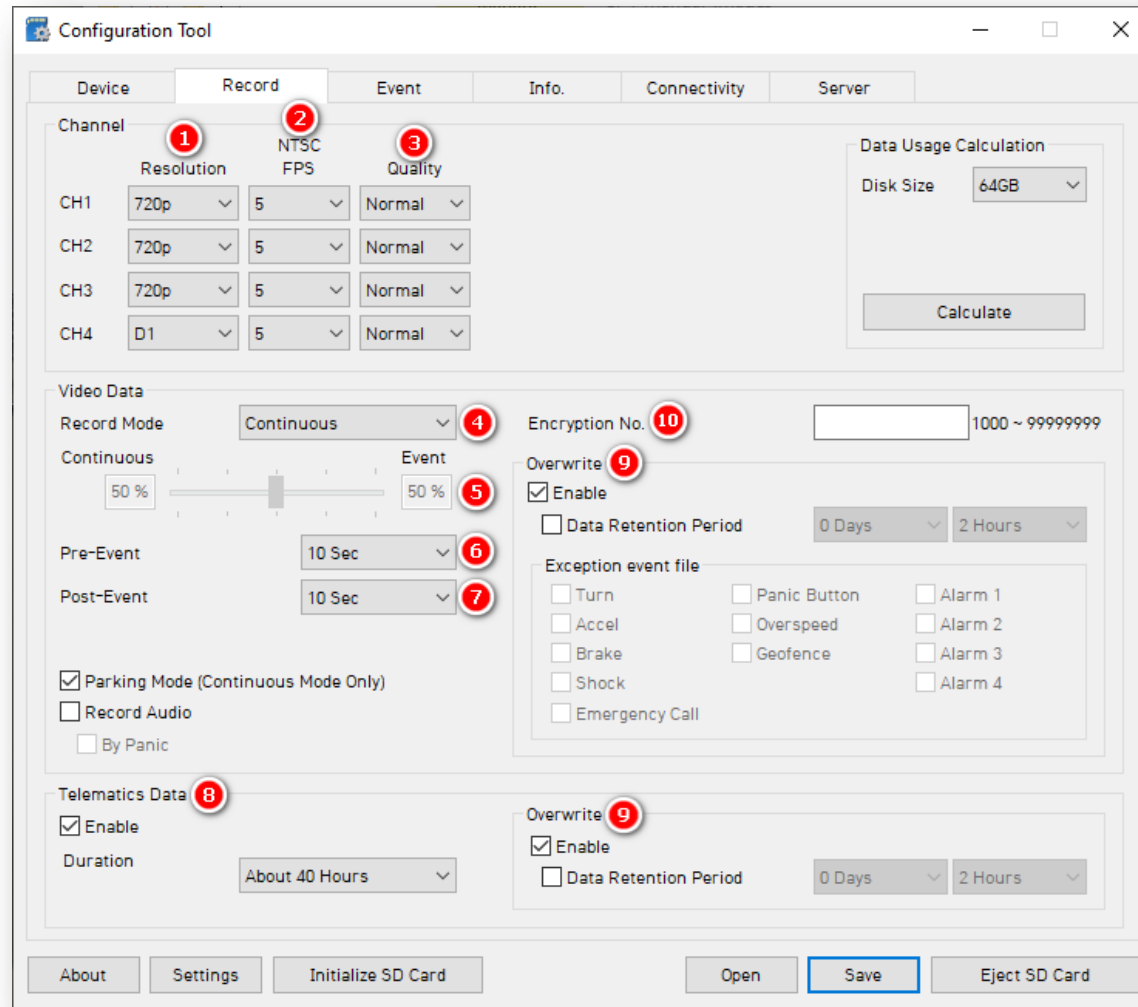 Configuration Tool
Device Record Event Info. Connectivity Server
Channel
1 2 3
NTSC
Resolution FPS Quality
CH1 720p 5 Normal
CH2 720p 5 Normal
CH3 720p 5 Normal
CH4 D1 5 Normal
Data Usage Calculation
Disk Size 64GB
Calculate
Video Data
Record Mode Continuous 4
Continuous Event
50 % 50 % 5
Pre-Event 10 Sec 6
Post-Event 10 Sec 7
Parking Mode (Continuous Mode Only)
Record Audio
By Panic
Encryption No. 10 1000 ~ 99999999
Overwrite 9
Enable
Data Retention Period 0 Days 2 Hours
Exception event file
Turn Panic Button Alarm 1
Accel Overspeed Alarm 2
Brake Geofence Alarm 3
Shock Alarm 4
Emergency Call
Telematics Data 8
Enable
Duration About 40 Hours
Overwrite 9
Enable
Data Retention Period 0 Days 2 Hours
About Settings Initialize SD Card Open Save Eject SD Card